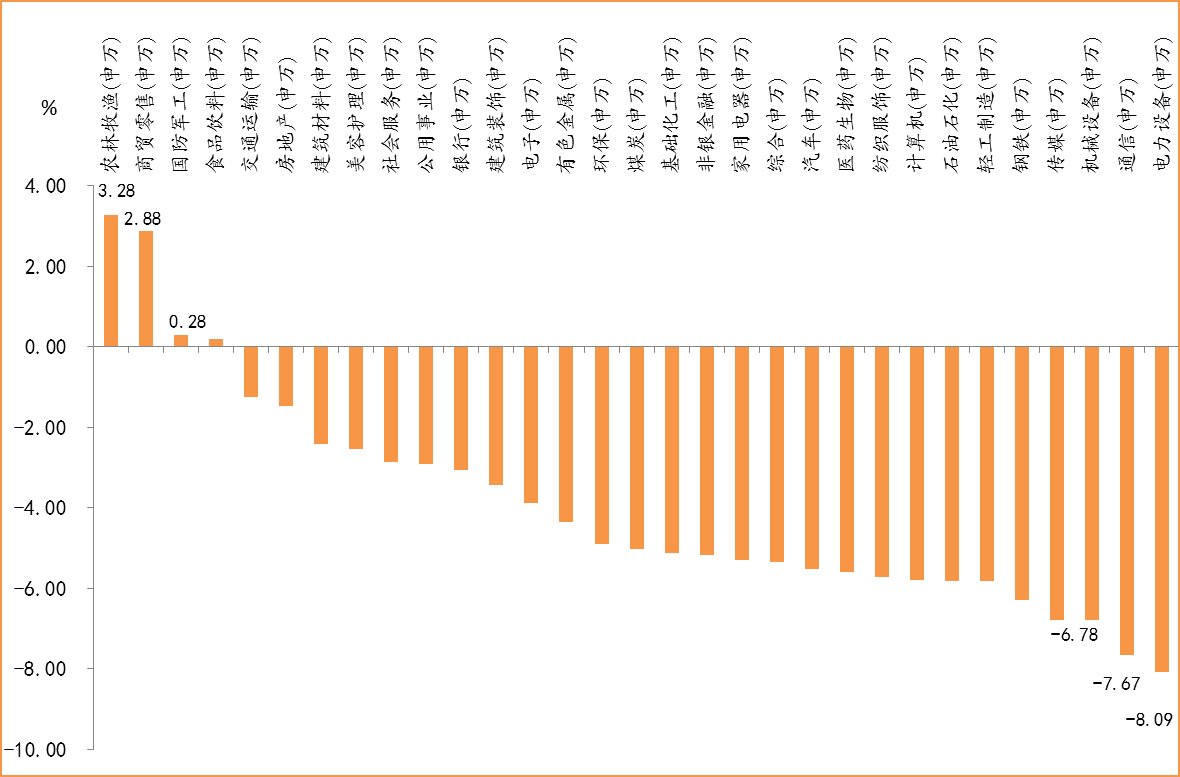 农林牧渔(申万)
商贸零售(申万)
国防军工(申万)
食品饮料(申万)
交通运输(申万)
房地产(申万)
建筑材料(申万)
美容护理(申万)
社会服务(申万)
公用事业(申万)
银行(申万)
建筑装饰(申万)
电子(申万)
有色金属(申万)
环保(申万)
煤炭(申万)
基础化工(申万)
非银金融(申万)
家用电器(申万)
综合(申万)
汽车(申万)
医药生物(申万)
纺织服饰(申万)
计算机(申万)
石油石化(申万)
轻工制造(申万)
钢铁(申万)
传媒(申万)
机械设备(申万)
通信(申万)
电力设备(申万)
%
4.00
2.00
0.00
-2.00
-4.00
-6.00
-8.00
-10.00
3.28
2.88
0.28
-6.78
-7.67
-8.09